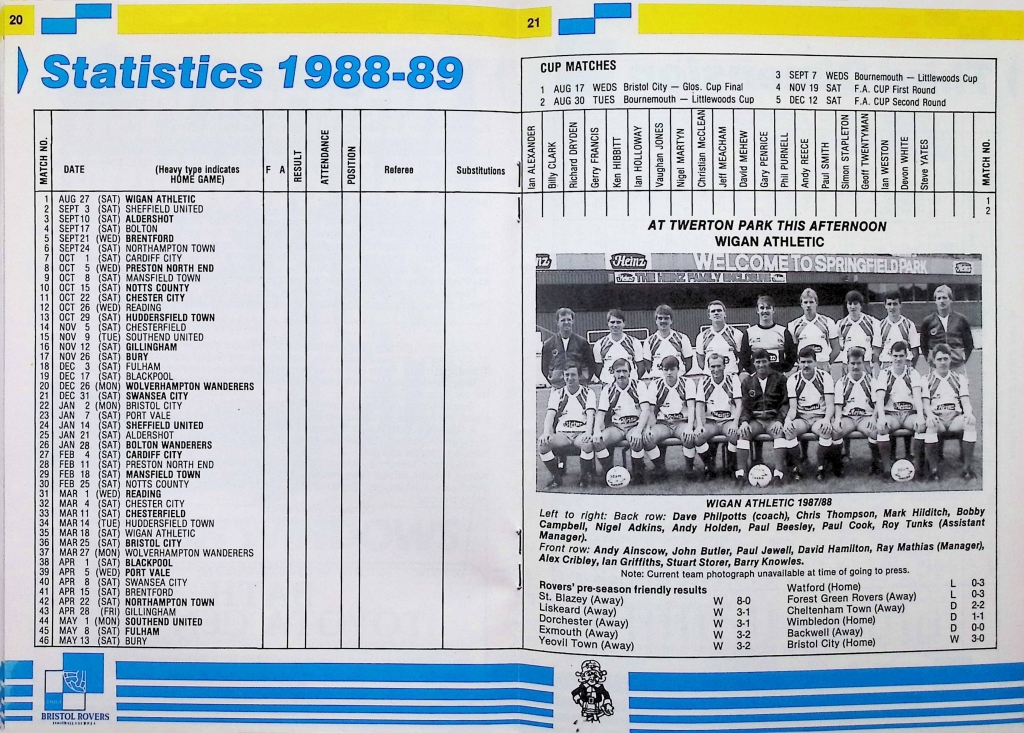 20
Statistics 1988-89
MATCH NO. DATE (Heavy type indicates HOME GAME) F A RESULT ATTENDANCE POSITION Referee Substitutions
1 AUG 27 (SAT) WIGAN ATHLETIC
2 SEPT 3 (SAT) SHEFFIELD UNITED
3 SEPT10 (SAT) ALDERSHOT
4 SEPT17 (SAT) BOLTON
5 SEPT21 (WED) BRENTFORD
6 SEPT24 (SAT) NORTHAMPTON TOWN
7 OCT 1 (SAT) CARDIFF CITY
8 OCT 5 (WED) PRESTON NORTH END
9 OCT 8 (SAT) MANSFIELD TOWN
10 OCT 15 (SAT) NOTTS COUNTY
11 OCT 22 (SAT) CHESTER CITY
12 OCT 26 (WED) READING
13 OCT 29 (SAT) HUDDERSFIELD TOWN
14 NOV 5 (SAT) CHESTERFIELD
15 NOV 9 (TUE) SOUTHEND UNITED
16 NOV 12 (SAT) GILLINGHAM
17 NOV 26 (SAT) BURY
18 DEC 3 (SAT) FULHAM
19 DEC 17 (SAT) BLACKPOOL
20 DEC 26 (MON) WOLVERHAMPTON WANDERERS
21 DEC 31 (SAT) SWANSEA CITY
22 JAN 2 (MON) BRISTOL CITY
23 JAN 7 (SAT) PORT VALE
24 JAN 14 (SAT) SHEFFIELD UNITED
25 JAN 21 (SAT) ALDERSHOT
26 JAN 28 (SAT) BOLTON WANDERERS
27 FEB 4 (SAT) CARDIFF CITY
28 FEB 11 (SAT) PRESTON NORTH END
29 FEB 18 (SAT) MANSFIELD TOWN
30 FEB 25 (SAT) NOTTS COUNTY
31 MAR 1 (WED) READING
32 MAR 4 (SAT) CHESTER CITY
33 MAR 11 (SAT) CHESTERFIELD
34 MAR 14 (TUE) HUDDERSFIELD TOWN
35 MAR 18 (SAT) WIGAN ATHLETIC
36 MAR 25 (SAT) BRISTOL CITY
37 MAR 27 (MON) WOLVERHAMPTON WANDERERS
38 APR 1 (SAT) BLACKPOOL
39 APR 5 (WED) PORT VALE
40 APR 8 (SAT) SWANSEA CITY
41 APR 15 (SAT) BRENTFORD
42 APR 22 (SAT) NORTHAMPTON TOWN
43 APR 28 (FRI) GILLINGHAM
44 MAY 1 (MON) SOUTHEND UNITED
45 MAY 8 (SAT) FULHAM
46 MAY 13 (SAT) BURY
BRISTOL ROVERS
21
CUP MATCHES
1 AUG 17 WEDS Bristol City — Glos. Cup Final
2 AUG 30 TUES Bournemouth — Littlewoods Cup
3 SEPT 7 WEDS Bournemouth — Littlewoods Cup
4 NOV 19 SAT F.A. CUP First Round
5 DEC 12 SAT F.A. CUP Second Round
Ian ALEXANDER
Billy CLARK
Richard DRYDEN
Gerry FRANCIS
Ken HIBBITT
Ian HOLLOWAY
Vaughan JONES
Nigel MARTYN
Christian McCLEAN
Jeff MEACHAM
David MEHEW
Gary PENRICE
Phil PURNELL
Andy REECE
Paul SMITH
Simon STAPLETON
Geoff TWENTYMAN
Ian WESTON
Devon WHITE
Steve YATES
MATCH NO.
1
2
AT TWERTON PARK THIS AFTERNOON
WIGAN ATHLETIC
Heinz WELCOME TO SPRINGFIELD PARK Heinz
Heinz THE HEINZ FAMILY ENCLOSURE
WIGAN ATHLETIC 1987/88
Left to right: Back row: Dave Philpotts (coach), Chris Thompson, Mark Hilditch, Bobby
Campbell, Nigel Adkins, Andy Holden, Paul Beesley, Paul Cook, Roy Tunks (Assistant
Manager).
Front row: Andy Ainscow, John Butler, Paul Jewell, David Hamilton, Ray Mathias (Manager),
Alex Cribley, Ian Griffiths, Stuart Storer, Barry Knowles.
Note: Current team photograph unavailable at time of going to press.
Rovers' pre-season friendly results
St. Blazey (Away) W 8-0
Liskeard (Away) W 3-1
Dorchester (Away) W 3-1
Exmouth (Away) W 3-2
Yeovil Town (Away) W 3-2
Watford (Home) L 0-3
Forest Green Rovers (Away) L 0-3
Cheltenham Town (Away) D 2-2
Wimbledon (Home) D 1-1
Backwell (Away) D 0-0
Bristol City (Home) W 3-0